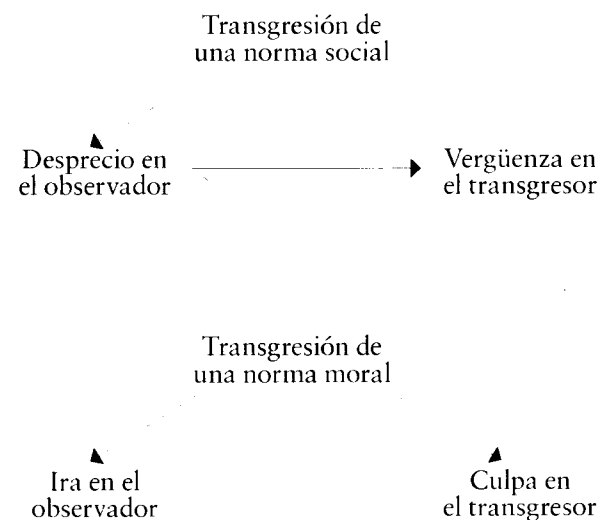 Transgresión de
una norma social
Desprecio en
el observador
Vergüenza en
el transgresor
Transgresión de
una norma moral
Ira en el
observador
Culpa en
el transgresor